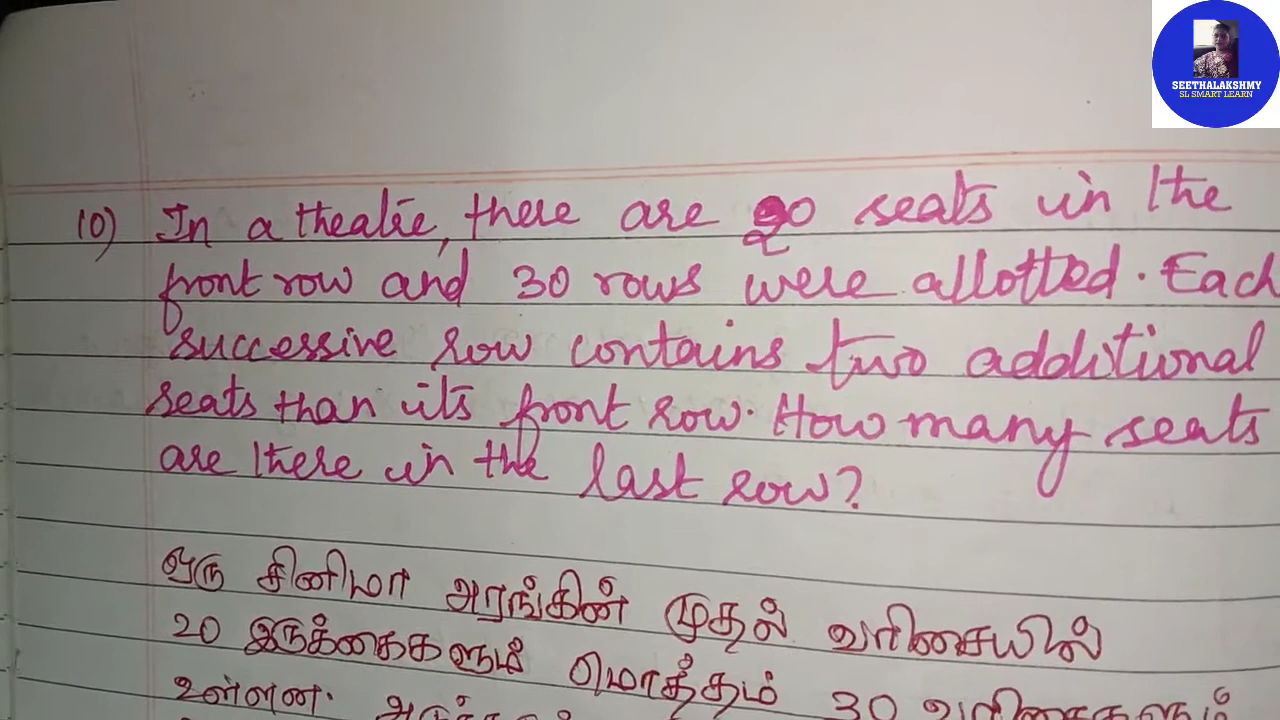 SEETHALAKSHMY
SL SMART LEARN
10) In a theatre, there are 20 seats in the
front row and 30 rows were allotted. Each
successive row contains two additional
seats than its front row. How many seats
are there in the last row?
ஒரு சினிமா அரங்கின் முதல் வரிசையில்
20 இருக்கைகளும் மொத்தம் 30 வரிசைகளும்
உள்ளன.